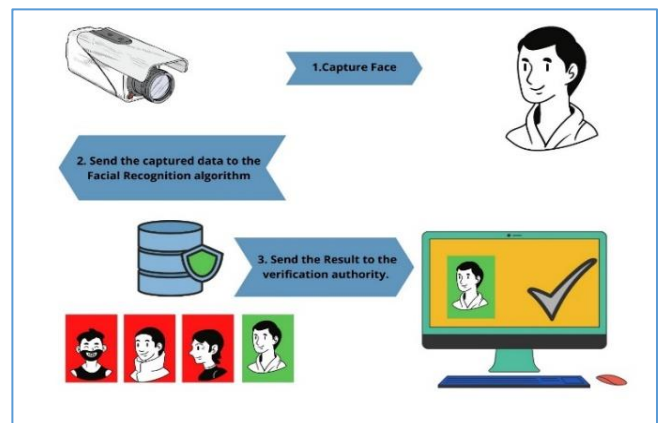 1.Capture Face
2. Send the captured data to the
Facial Recognition algorithm
3. Send the Result to the
verification authority.